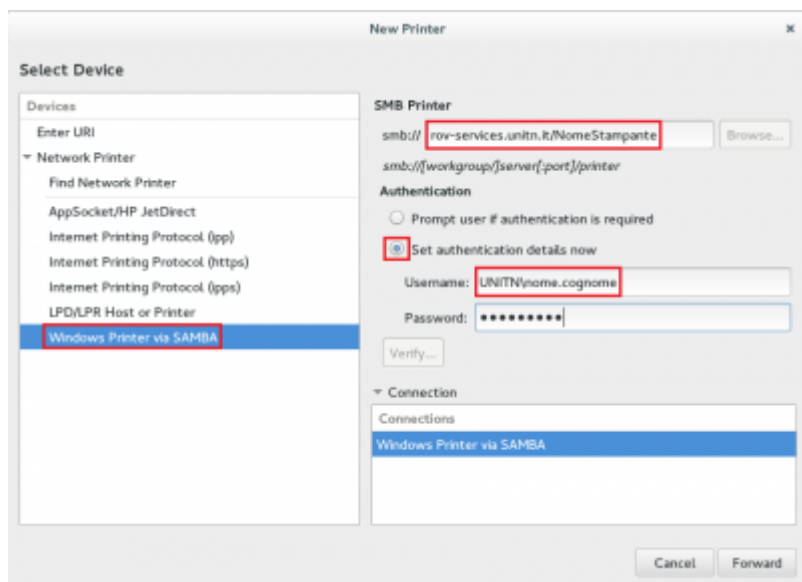 New Printer
Select Device
Devices
Enter URI
Network Printer
Find Network Printer
AppSocket/HP JetDirect
Internet Printing Protocol (ipp)
Internet Printing Protocol (https)
Internet Printing Protocol (ipps)
LPD/LPR Host or Printer
Windows Printer via SAMBA
SMB Printer
smb:// rov-services.unitn.it/NomeStampante Browse...
smb://[workgroup/]server[:port]/printer
Authentication
Prompt user if authentication is required
Set authentication details now
Username: UNITN\nome.cognome
Password: ●●●●●●●●●
Verify...
Connection
Connections
Windows Printer via SAMBA
Cancel Forward